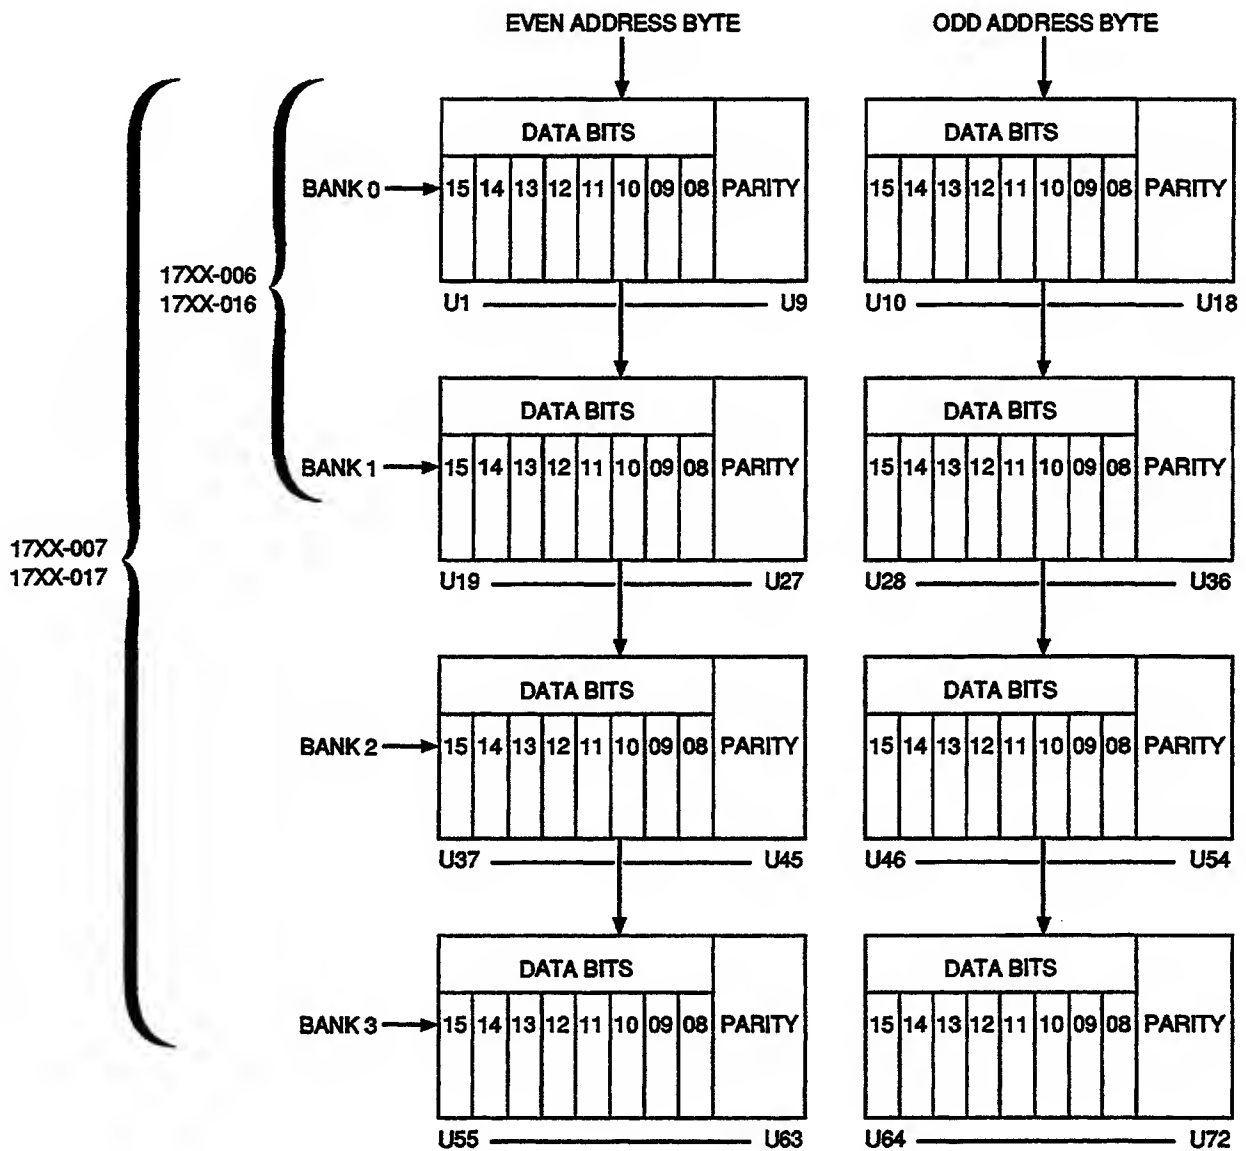 EVEN ADDRESS BYTE ODD ADDRESS BYTE
DATA BITS DATA BITS
BANK 0 15 14 13 12 11 10 09 08 PARITY 15 14 13 12 11 10 09 08 PARITY
17XX-006
17XX-016
U1 U9 U10 U18
DATA BITS DATA BITS
BANK 1 15 14 13 12 11 10 09 08 PARITY 15 14 13 12 11 10 09 08 PARITY
17XX-007
17XX-017
U19 U27 U28 U36
DATA BITS DATA BITS
BANK 2 15 14 13 12 11 10 09 08 PARITY 15 14 13 12 11 10 09 08 PARITY
U37 U45 U46 U54
DATA BITS DATA BITS
BANK 3 15 14 13 12 11 10 09 08 PARITY 15 14 13 12 11 10 09 08 PARITY
U55 U63 U64 U72